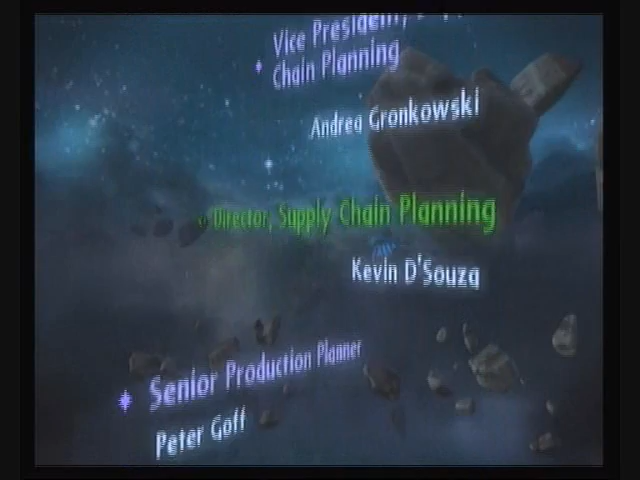 Vice President,
Chain Planning
Andrea Gronkowski
Director, Supply Chain Planning
Kevin D'Souza
Senior Production Planner
Peter Goff